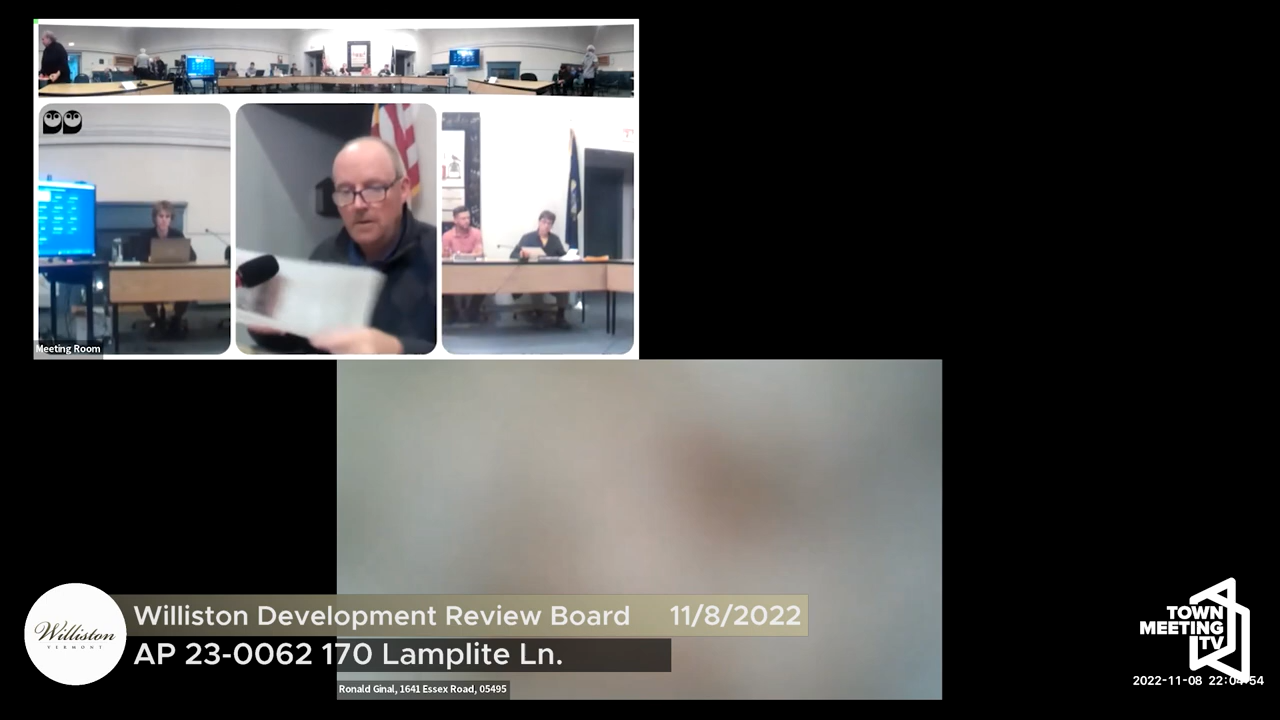 Meeting Room
Williston Development Review Board 11/8/2022
AP 23-0062 170 Lamplite Ln.
Williston
VERMONT
Ronald Ginal, 1641 Essex Road, 05495
TOWN
MEETING
TV
2022-11-08 22:04:54